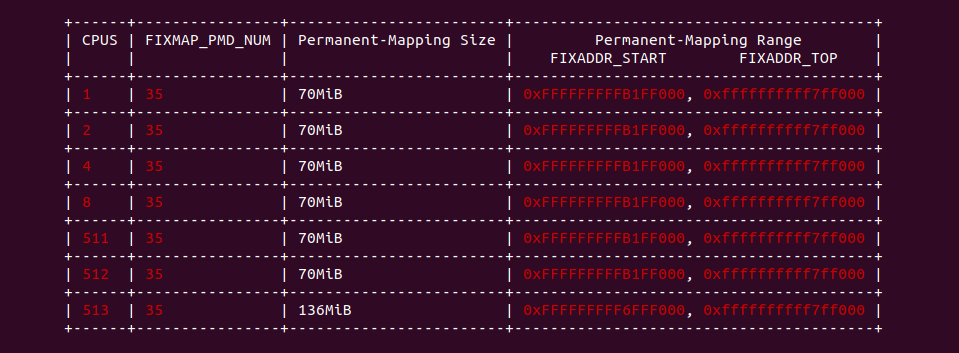 | CPUS | FIXMAP_PMD_NUM | Permanent-Mapping Size | Permanent-Mapping Range |
| | | | FIXADDR_START FIXADDR_TOP |
| 1 | 35 | 70MiB | 0xFFFFFFFFFB1FF000, 0xffffffffff7ff000 |
| 2 | 35 | 70MiB | 0xFFFFFFFFFB1FF000, 0xffffffffff7ff000 |
| 4 | 35 | 70MiB | 0xFFFFFFFFFB1FF000, 0xffffffffff7ff000 |
| 8 | 35 | 70MiB | 0xFFFFFFFFFB1FF000, 0xffffffffff7ff000 |
| 511 | 35 | 70MiB | 0xFFFFFFFFFB1FF000, 0xffffffffff7ff000 |
| 512 | 35 | 70MiB | 0xFFFFFFFFFB1FF000, 0xffffffffff7ff000 |
| 513 | 35 | 136MiB | 0xFFFFFFFFF6FFF000, 0xffffffffff7ff000 |